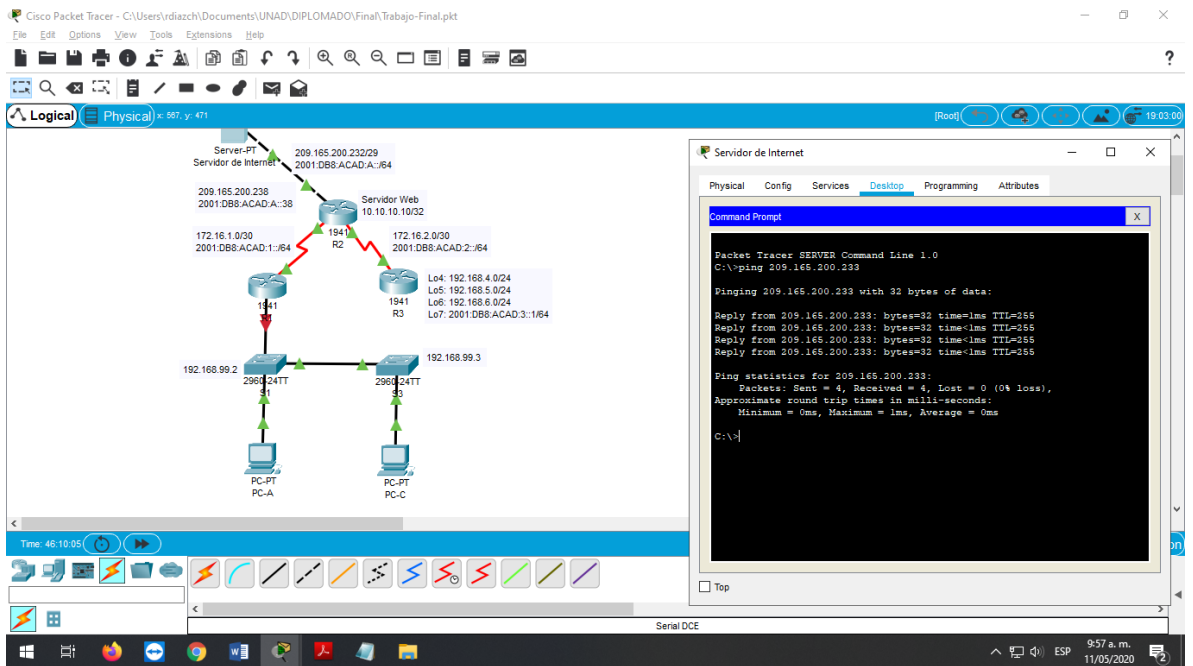 Cisco Packet Tracer - C:\Users\rdiazch\Documents\UNAD\DIPLOMADO\Final\Trabajo-Final.pkt
File Edit Options View Tools Extensions Help
?
Logical Physical x: 587, y: 471 [Root] 19:03:00
Server-PT
Servidor de Internet
209.165.200.232/29
2001:DB8:ACAD:A::/64
209.165.200.238
2001:DB8:ACAD:A::38
Servidor Web
10.10.10.10/32
1941
R2
172.16.1.0/30
2001:DB8:ACAD:1::/64
172.16.2.0/30
2001:DB8:ACAD:2::/64
1941
1941
R3
Lo4: 192.168.4.0/24
Lo5: 192.168.5.0/24
Lo6: 192.168.6.0/24
Lo7: 2001:DB8:ACAD:3::1/64
192.168.99.2
2960-24TT
S1
192.168.99.3
2960-24TT
S3
PC-PT
PC-A
PC-PT
PC-C
Servidor de Internet
Physical Config Services Desktop Programming Attributes
Command Prompt X
Packet Tracer SERVER Command Line 1.0
C:\>ping 209.165.200.233
Pinging 209.165.200.233 with 32 bytes of data:
Reply from 209.165.200.233: bytes=32 time=1ms TTL=255
Reply from 209.165.200.233: bytes=32 time<1ms TTL=255
Reply from 209.165.200.233: bytes=32 time<1ms TTL=255
Reply from 209.165.200.233: bytes=32 time<1ms TTL=255
Ping statistics for 209.165.200.233:
Packets: Sent = 4, Received = 4, Lost = 0 (0% loss),
Approximate round trip times in milli-seconds:
Minimum = 0ms, Maximum = 1ms, Average = 0ms
C:\>
Top
Time: 46:10:05
Serial DCE
ESP
9:57 a. m.
11/05/2020
2